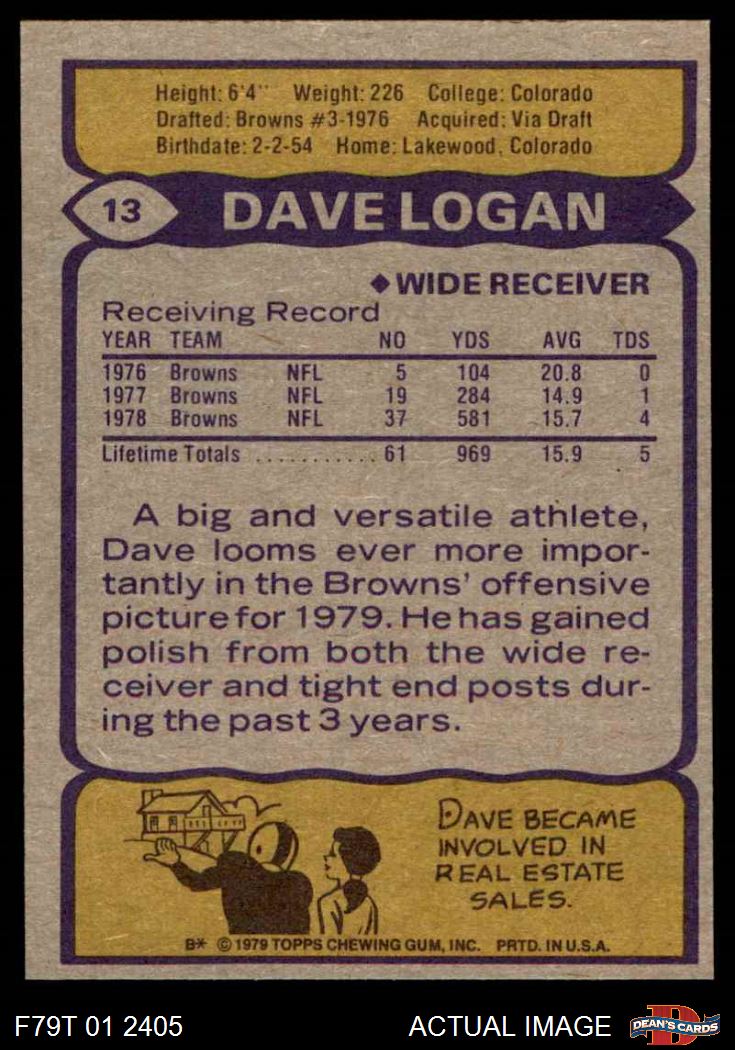 Height: 6'4" Weight: 226 College: Colorado
Drafted: Browns #3-1976 Acquired: Via Draft
Birthdate: 2-2-54 Home: Lakewood, Colorado
13 DAVE LOGAN
◆ WIDE RECEIVER
Receiving Record
YEAR TEAM NO YDS AVG TDS
1976 Browns NFL 5 104 20.8 0
1977 Browns NFL 19 284 14.9 1
1978 Browns NFL 37 581 15.7 4
Lifetime Totals ........... 61 969 15.9 5
A big and versatile athlete,
Dave looms ever more impor-
tantly in the Browns' offensive
picture for 1979. He has gained
polish from both the wide re-
ceiver and tight end posts dur-
ing the past 3 years.
DAVE BECAME
INVOLVED IN
REAL ESTATE
SALES.
B* © 1979 TOPPS CHEWING GUM, INC. PRTD. IN U.S.A.
F79T 01 2405 ACTUAL IMAGE DEAN'S CARDS